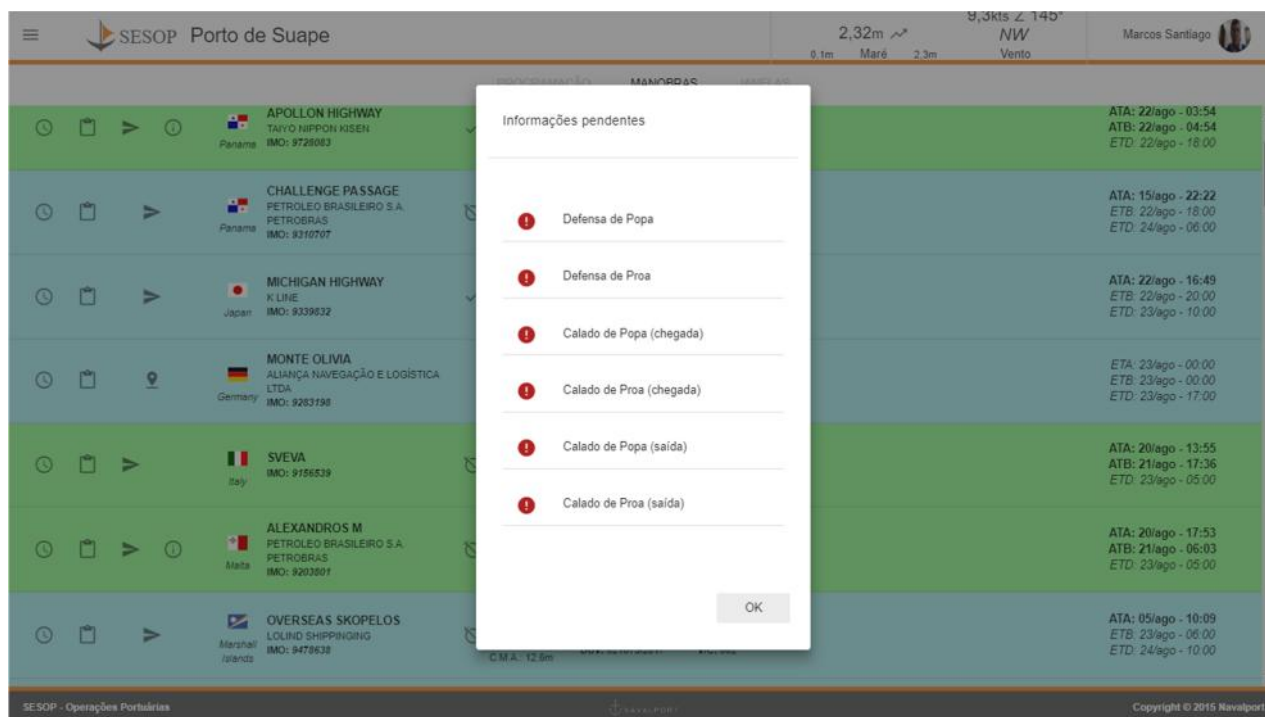 SESOP Porto de Suape
2,32m
0,1m Maré 2,3m
9,3kts ∠ 145°
NW
Vento
Marcos Santiago
PROGRAMAÇÃO MANOBRAS JANELAS
Panama
APOLLON HIGHWAY
TAIYO NIPPON KISEN
IMO: 9728083
ATA: 22/ago - 03:54
ATB: 22/ago - 04:54
ETD: 22/ago - 18:00
Panama
CHALLENGE PASSAGE
PETROLEO BRASILEIRO S.A.
PETROBRAS
IMO: 9310707
ATA: 15/ago - 22:22
ETB: 22/ago - 18:00
ETD: 24/ago - 06:00
Japan
MICHIGAN HIGHWAY
K LINE
IMO: 9339832
ATA: 22/ago - 16:49
ETB: 22/ago - 20:00
ETD: 23/ago - 10:00
Germany
MONTE OLIVIA
ALIANÇA NAVEGAÇÃO E LOGÍSTICA
LTDA
IMO: 9283198
ETA: 23/ago - 00:00
ETB: 23/ago - 00:00
ETD: 23/ago - 17:00
Italy
SVEVA
IMO: 9156539
ATA: 20/ago - 13:55
ATB: 21/ago - 17:36
ETD: 23/ago - 05:00
Malta
ALEXANDROS M
PETROLEO BRASILEIRO S.A.
PETROBRAS
IMO: 9203801
ATA: 20/ago - 17:53
ATB: 21/ago - 06:03
ETD: 23/ago - 05:00
Marshall
Islands
OVERSEAS SKOPELOS
LOLIND SHIPPINGING
IMO: 9478638
C.M.A.: 12.6m
ATA: 05/ago - 10:09
ETB: 23/ago - 06:00
ETD: 24/ago - 10:00
Informações pendentes
Defensa de Popa
Defensa de Proa
Calado de Popa (chegada)
Calado de Proa (chegada)
Calado de Popa (saída)
Calado de Proa (saída)
OK
SESOP - Operações Portuárias
NAVALPORT
Copyright © 2015 Navalport